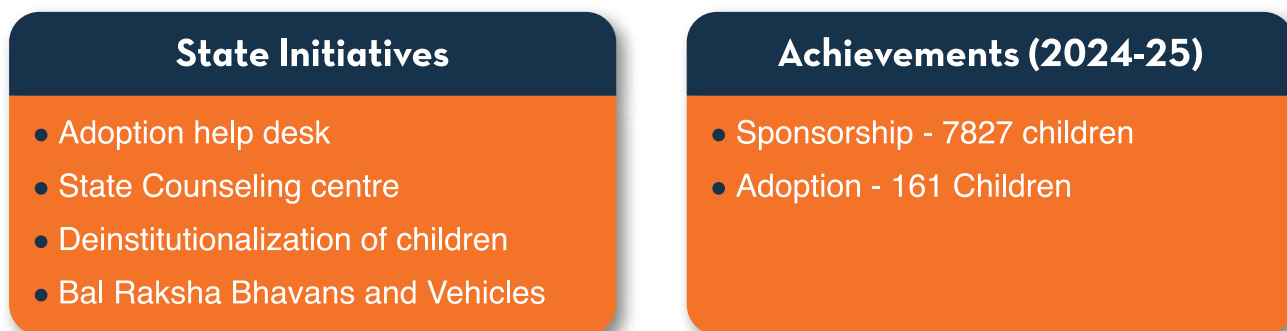 State Initiatives
• Adoption help desk
• State Counseling centre
• Deinstitutionalization of children
• Bal Raksha Bhavans and Vehicles
Achievements (2024-25)
• Sponsorship - 7827 children
• Adoption - 161 Children